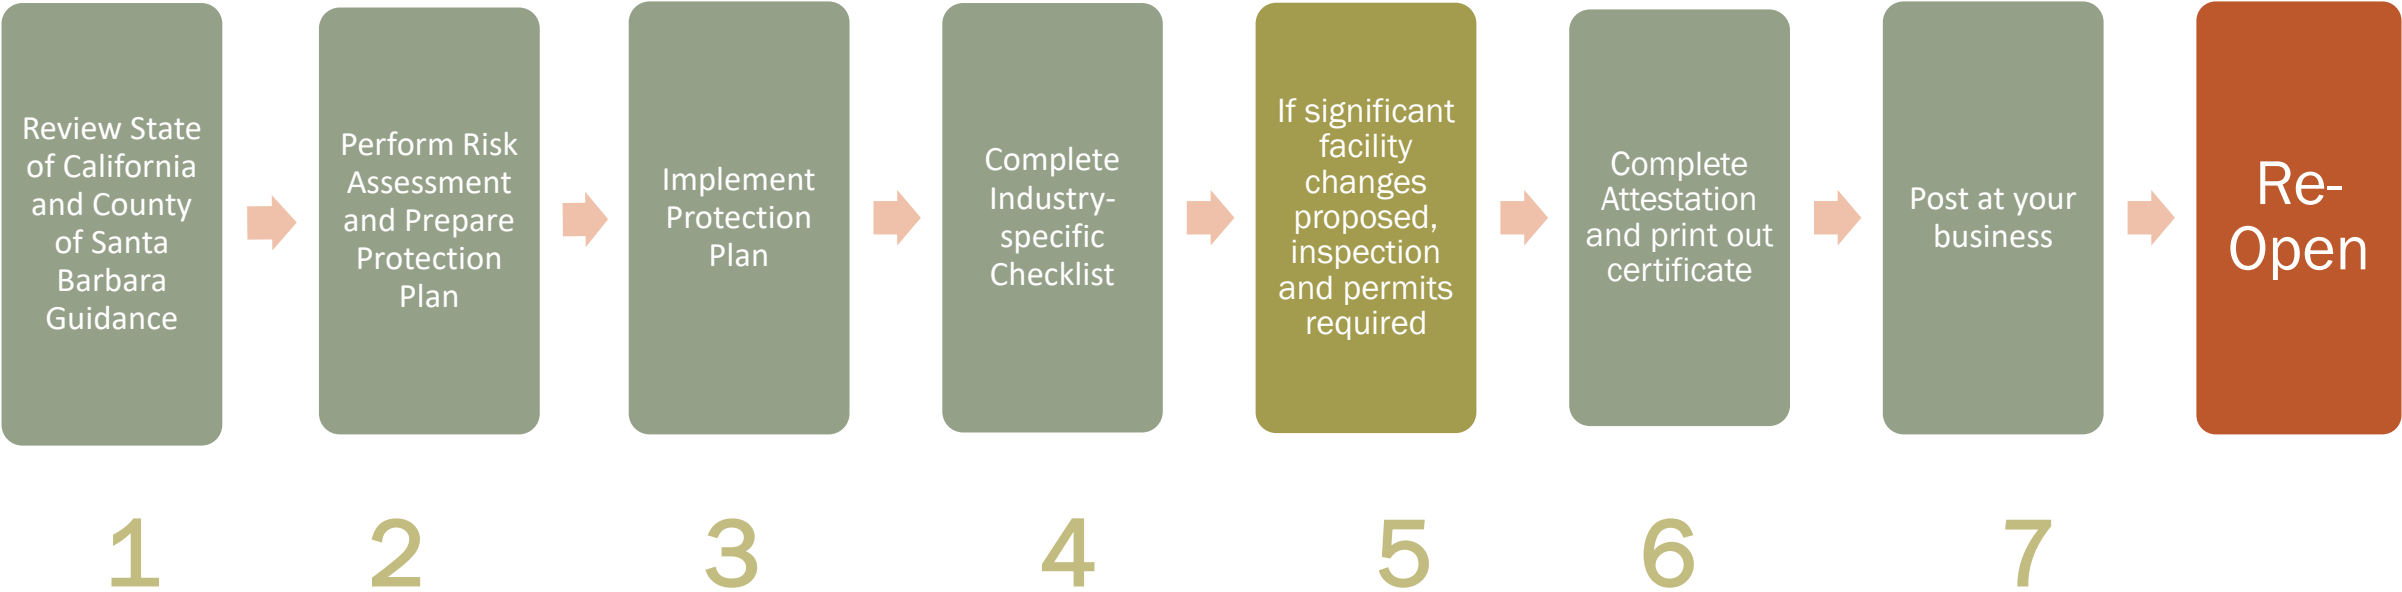 Review State
of California
and County
of Santa
Barbara
Guidance
Perform Risk
Assessment
and Prepare
Protection
Plan
Implement
Protection
Plan
Complete
Industry-
specific
Checklist
If significant
facility
changes
proposed,
inspection
and permits
required
Complete
Attestation
and print out
certificate
Post at your
business
Re-
Open
1
2
3
4
5
6
7